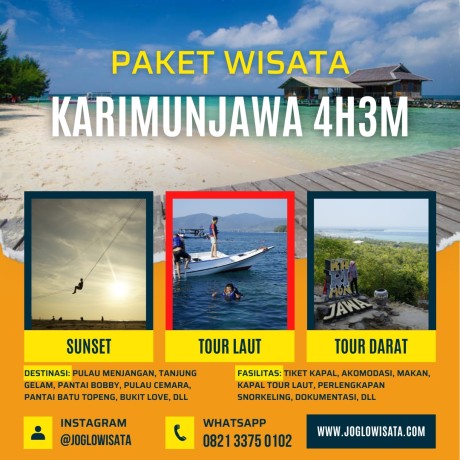 PAKET WISATA
KARIMUNJAWA 4H3M
SUNSET
TOUR LAUT
TOUR DARAT
DESTINASI: PULAU MENJANGAN, TANJUNG
GELAM, PANTAI BOBBY, PULAU CEMARA,
PANTAI BATU TOPENG, BUKIT LOVE, DLL
FASILITAS: TIKET KAPAL, AKOMODASI, MAKAN,
KAPAL TOUR LAUT, PERLENGKAPAN
SNORKELING, DOKUMENTASI, DLL
INSTAGRAM
@JOGLOWISATA
WHATSAPP
0821 3375 0102
WWW.JOGLOWISATA.COM